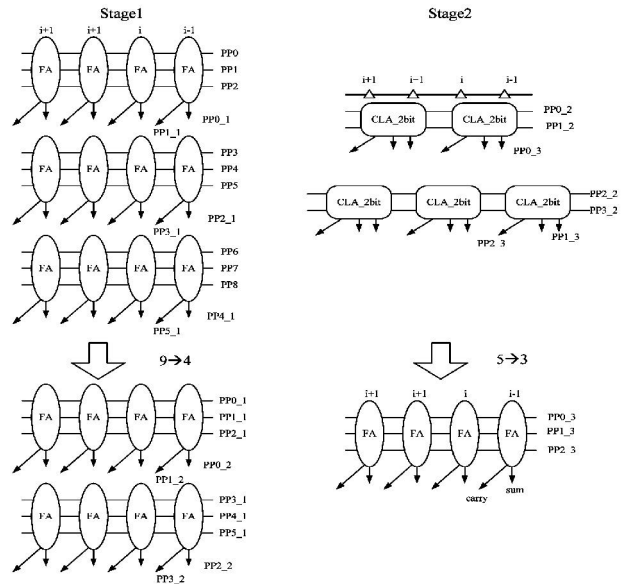 Stage1
i+1 i+1 i i-1
FA FA FA FA
PP0
PP1
PP2
PP0_1
PP1_1
FA FA FA FA
PP3
PP4
PP5
PP2_1
PP3_1
FA FA FA FA
PP6
PP7
PP8
PP4_1
PP5_1
9→4
FA FA FA FA
PP0_1
PP1_1
PP2_1
PP0_2
PP1_2
FA FA FA FA
PP3_1
PP4_1
PP5_1
PP2_2
PP3_2
Stage2
i+1 i+1 i i-1
CLA_2bit CLA_2bit
PP0_2
PP1_2
PP0_3
CLA_2bit CLA_2bit CLA_2bit
PP2_2
PP3_2
PP2_3 PP1_3
5→3
i+1 i+1 i i-1
FA FA FA FA
PP0_3
PP1_3
PP2_3
carry sum